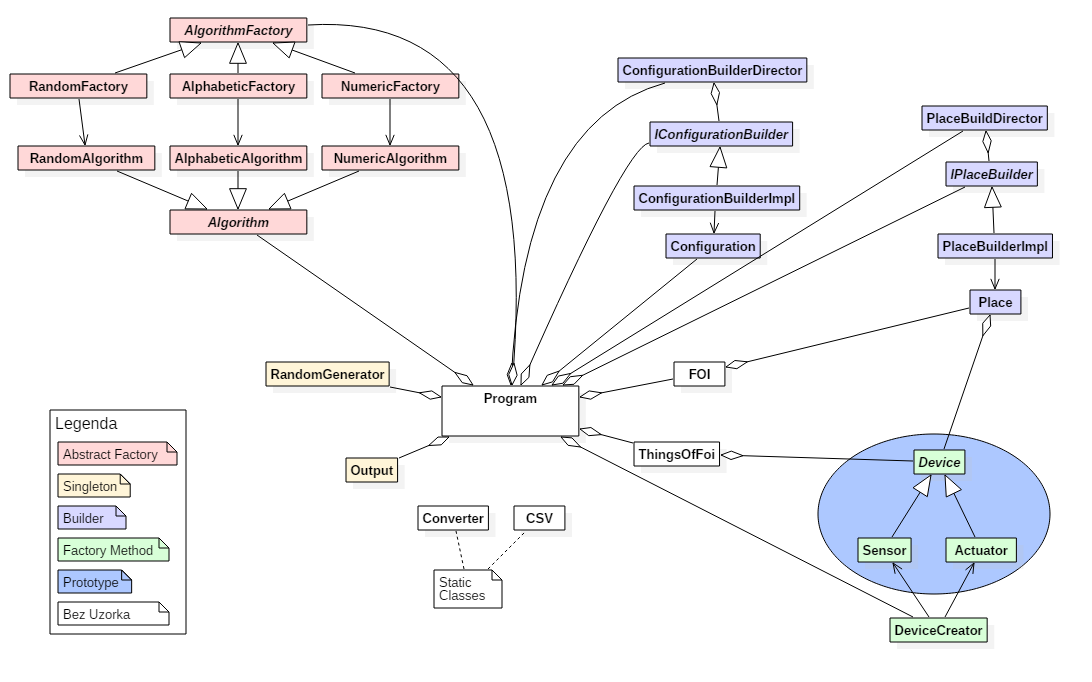 AlgorithmFactory
RandomFactory
AlphabeticFactory
NumericFactory
RandomAlgorithm
AlphabeticAlgorithm
NumericAlgorithm
Algorithm
ConfigurationBuilderDirector
IConfigurationBuilder
ConfigurationBuilderImpl
Configuration
PlaceBuildDirector
IPlaceBuilder
PlaceBuilderImpl
Place
RandomGenerator
Program
FOI
Output
ThingsOfFoi
Device
Sensor
Actuator
DeviceCreator
Converter
CSV
Static
Classes
Legenda
Abstract Factory
Singleton
Builder
Factory Method
Prototype
Bez Uzorka